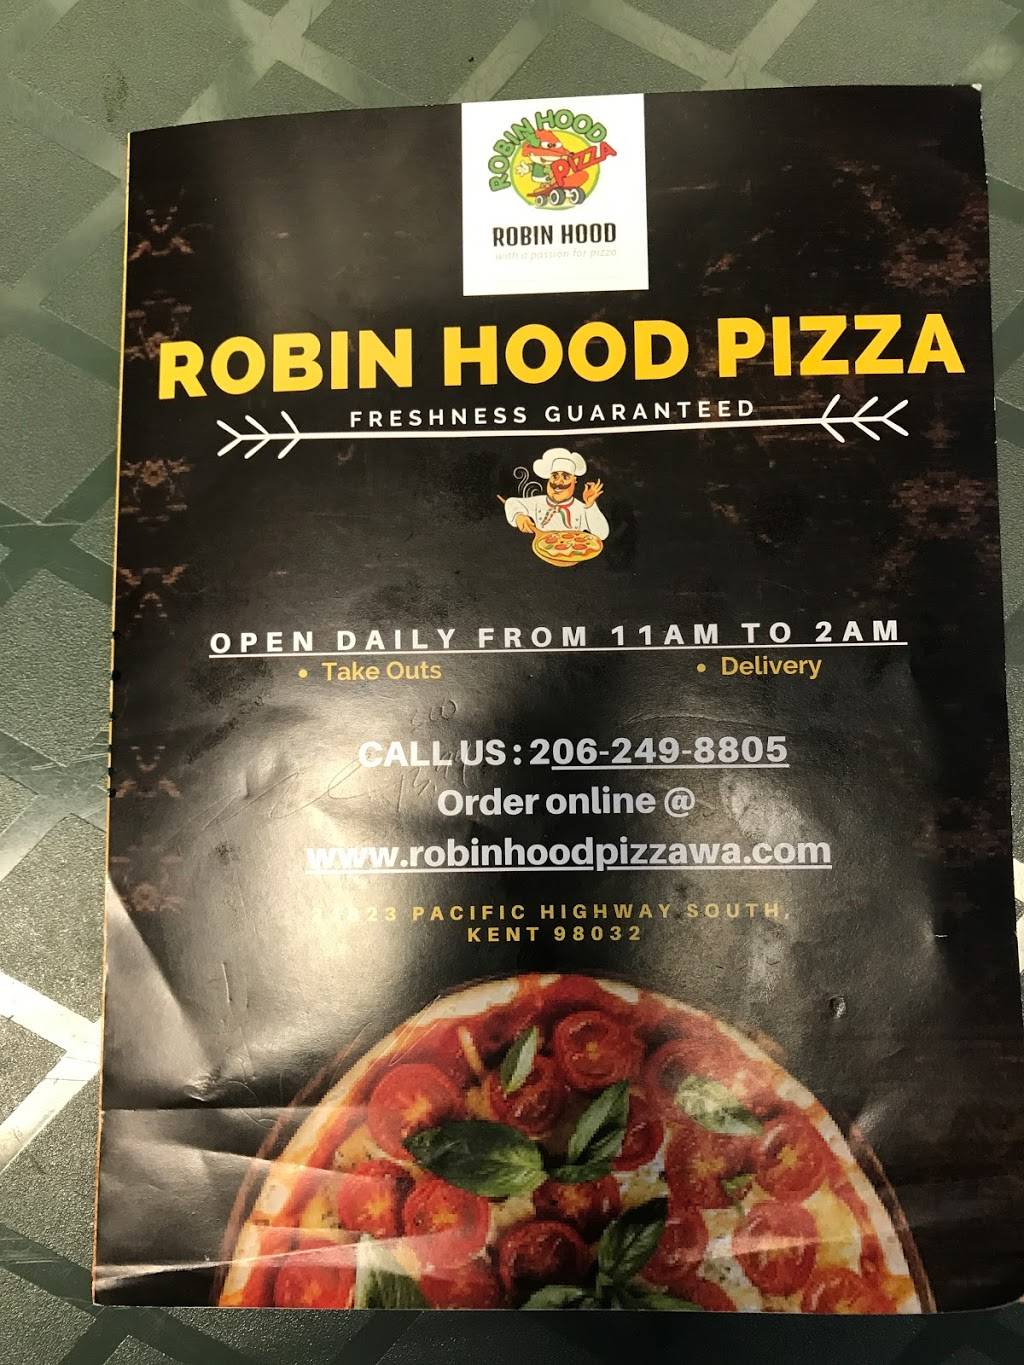 ROBIN HOOD
PIZZA
ROBIN HOOD
with a passion for pizza
ROBIN HOOD PIZZA
FRESHNESS GUARANTEED
OPEN DAILY FROM 11AM TO 2AM
• Take Outs • Delivery
CALL US : 206-249-8805
Order online @
www.robinhoodpizzawa.com
PACIFIC HIGHWAY SOUTH,
KENT 98032